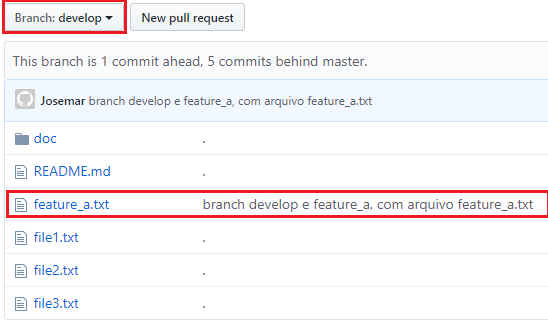 Branch: develop New pull request
This branch is 1 commit ahead, 5 commits behind master.
Josemar branch develop e feature_a, com arquivo feature_a.txt
doc .
README.md .
feature_a.txt branch develop e feature_a, com arquivo feature_a.txt
file1.txt .
file2.txt .
file3.txt .